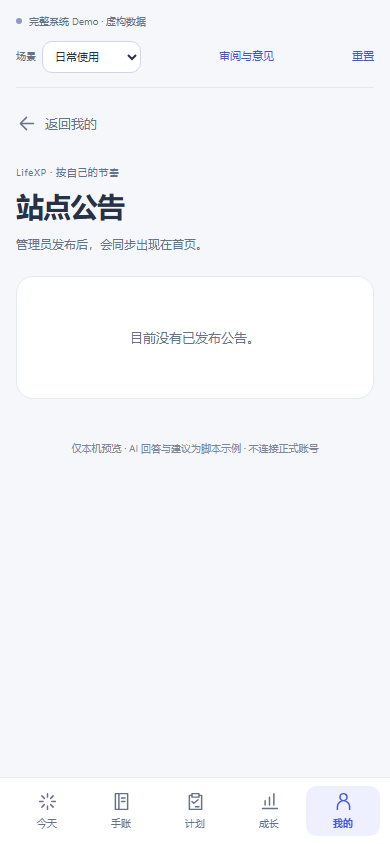 完整系统 Demo · 虚构数据
场景 日常使用 审阅与意见 重置
返回我的
LifeXP · 按自己的节奏
站点公告
管理员发布后，会同步出现在首页。
目前没有已发布公告。
仅本机预览 · AI 回答与建议为脚本示例 · 不连接正式账号
今天 手账 计划 成长 我的